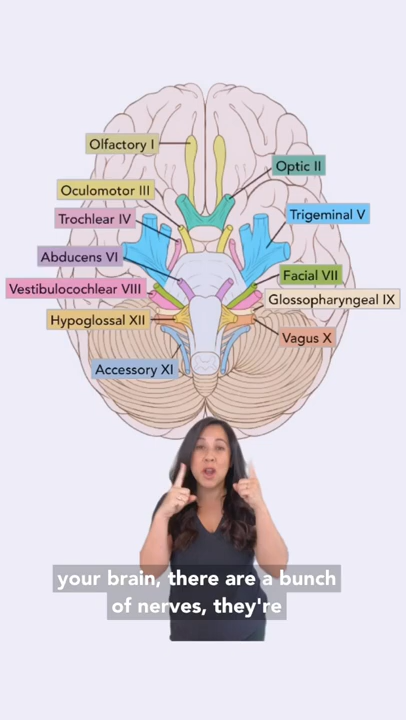 Olfactory I
Optic II
Oculomotor III
Trochlear IV
Trigeminal V
Abducens VI
Facial VII
Vestibulocochlear VIII
Glossopharyngeal IX
Hypoglossal XII
Vagus X
Accessory XI
your brain, there are a bunch
of nerves, they're